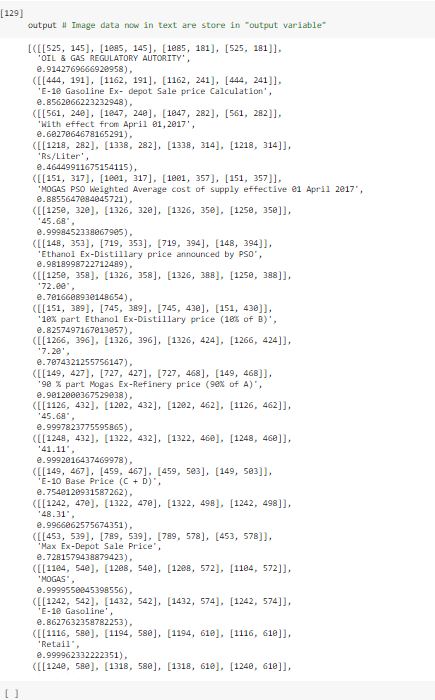 [129]
output # Image data now in text are store in "output variable"
[([[525, 145], [1085, 145], [1085, 181], [525, 181]],
'OIL & GAS REGULATORY AUTORITY',
0.9142769666920958),
([[444, 191], [1162, 191], [1162, 241], [444, 241]],
'E-10 Gasoline Ex- depot Sale price Calculation',
0.8562066223232948),
([[561, 240], [1047, 240], [1047, 282], [561, 282]],
'With effect from April 01,2017',
0.6027064678165291),
([[1218, 282], [1338, 282], [1338, 314], [1218, 314]],
'Rs/Liter',
0.46449911675154115),
([[151, 317], [1001, 317], [1001, 357], [151, 357]],
'MOGAS PSO Weighted Average cost of supply effective 01 April 2017',
0.8855647084045721),
([[1250, 320], [1326, 320], [1326, 350], [1250, 350]],
'45.68',
0.9998452338067905),
([[148, 353], [719, 353], [719, 394], [148, 394]],
'Ethanol Ex-Distillary price announced by PSO',
0.9818998722712489),
([[1250, 358], [1326, 358], [1326, 388], [1250, 388]],
'72.00',
0.7016608930148654),
([[151, 389], [745, 389], [745, 430], [151, 430]],
'10% part Ethanol Ex-Distillary price (10% of B)',
0.8257497167013057),
([[1266, 396], [1326, 396], [1326, 424], [1266, 424]],
'7.20',
0.7074321255756147),
([[149, 427], [727, 427], [727, 468], [149, 468]],
'90 % part Mogas Ex-Refinery price (90% of A)',
0.9012000367529038),
([[1126, 432], [1202, 432], [1202, 462], [1126, 462]],
'45.68',
0.9997823775595865),
([[1248, 432], [1322, 432], [1322, 460], [1248, 460]],
'41.11',
0.9992016437469978),
([[149, 467], [459, 467], [459, 503], [149, 503]],
'E-1O Base Price (C + D)',
0.7540120931587262),
([[1242, 470], [1322, 470], [1322, 498], [1242, 498]],
'48.31',
0.9966062575674351),
([[453, 539], [789, 539], [789, 578], [453, 578]],
'Max Ex-Depot Sale Price',
0.7281579438879423),
([[1104, 540], [1208, 540], [1208, 572], [1104, 572]],
'MOGAS',
0.9999550045398556),
([[1242, 542], [1432, 542], [1432, 574], [1242, 574]],
'E-10 Gasoline',
0.8627632358782253),
([[1116, 580], [1194, 580], [1194, 610], [1116, 610]],
'Retail',
0.999962332222351),
([[1240, 580], [1318, 580], [1318, 610], [1240, 610]],
[ ]